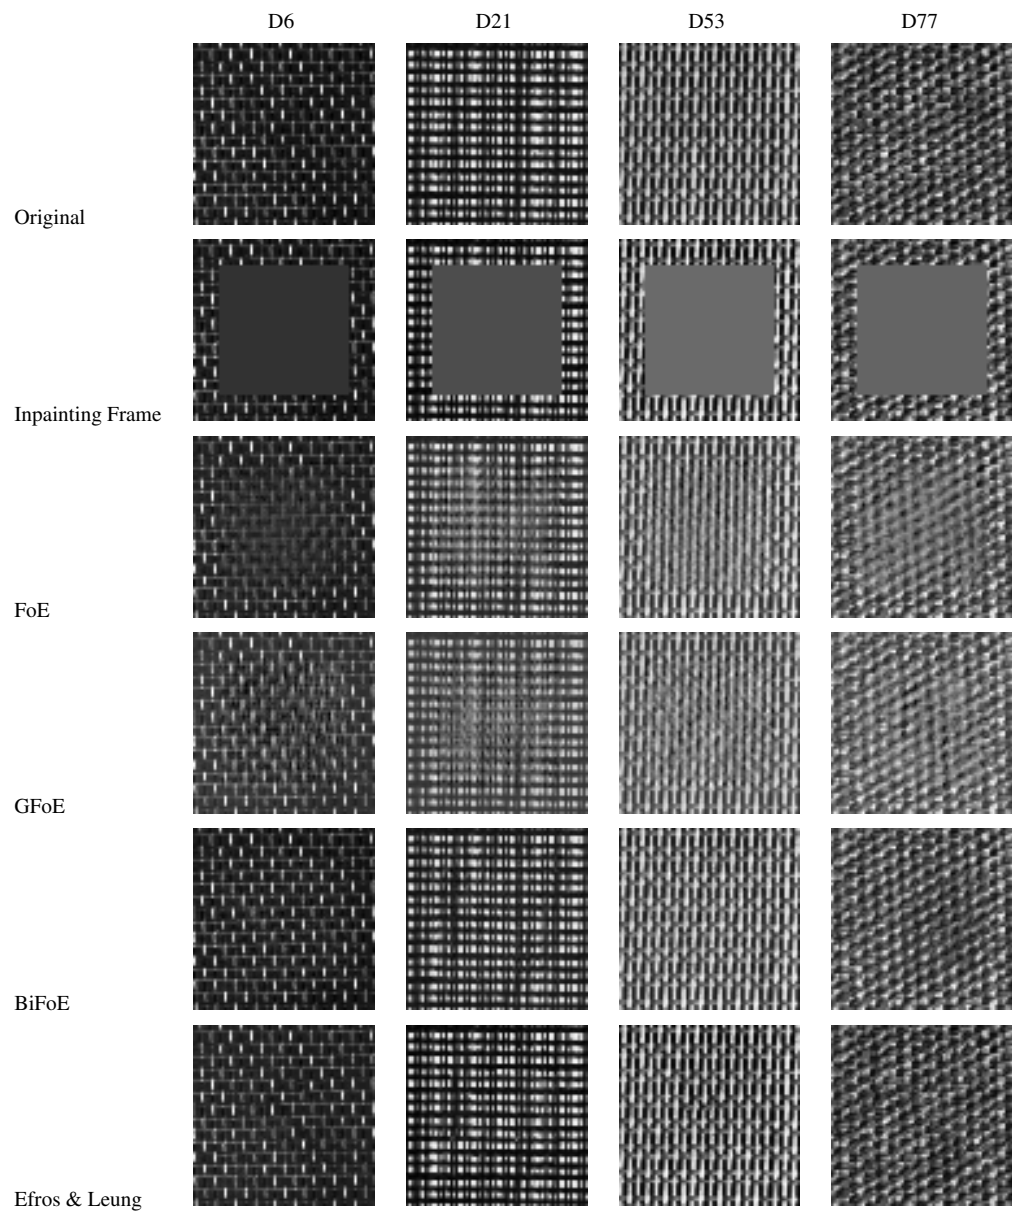 D6 D21 D53 D77
Original
Inpainting Frame
FoE
GFoE
BiFoE
Efros & Leung